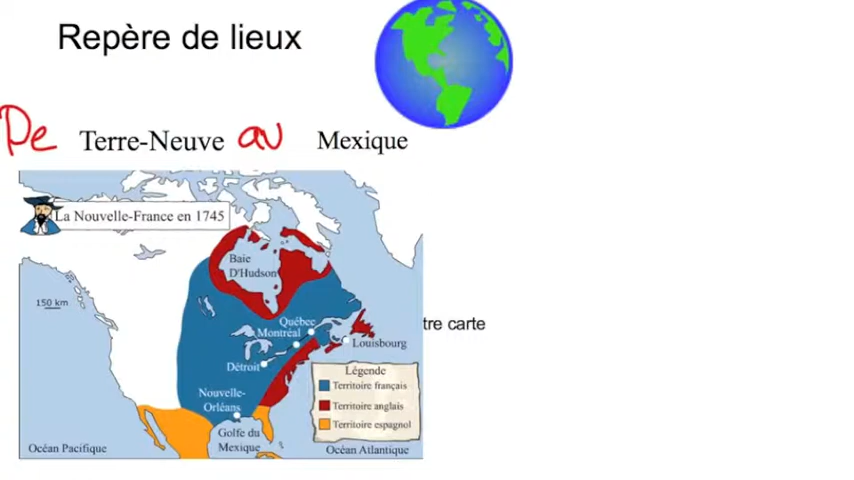 Repère de lieux
De Terre-Neuve au Mexique
La Nouvelle-France en 1745
Baie
D'Hudson
150 km
Québec
Montréal
tre carte
Louisbourg
Détroit
Légende
Territoire français
Nouvelle-
Orléans
Territoire anglais
Territoire espagnol
Golfe du
Mexique
Océan Pacifique
Océan Atlantique